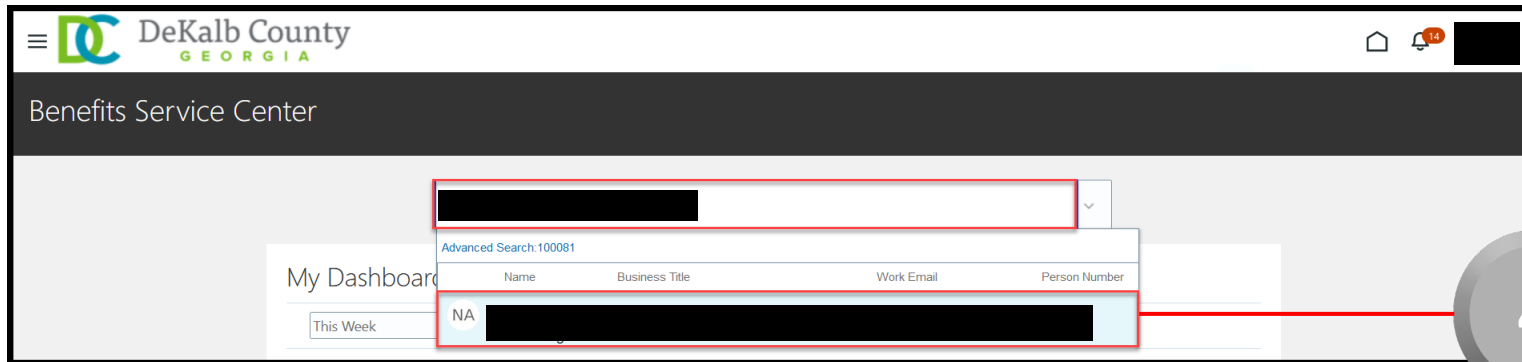 DC DeKalb County
GEORGIA
14
Benefits Service Center
Advanced Search:100081
My Dashboard
Name Business Title Work Email Person Number
NA
This Week